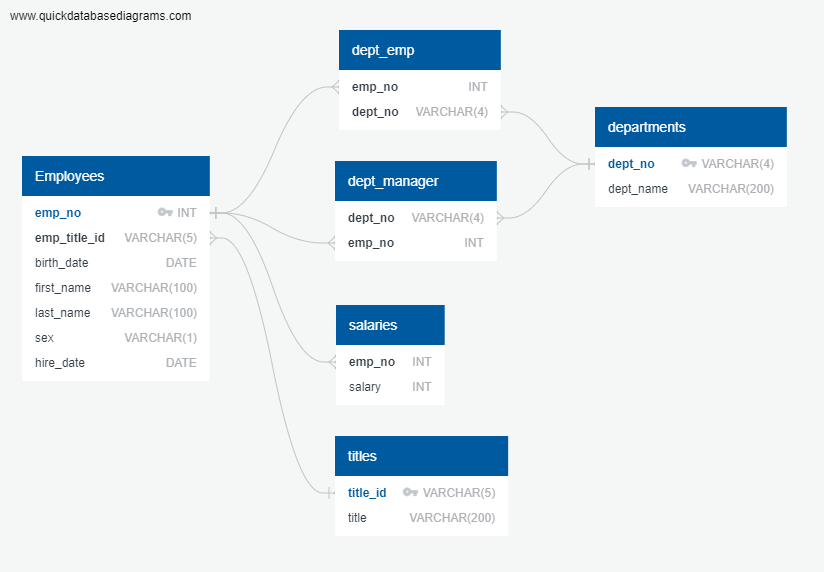 www.quickdatabasediagrams.com
Employees
emp_no INT
emp_title_id VARCHAR(5)
birth_date DATE
first_name VARCHAR(100)
last_name VARCHAR(100)
sex VARCHAR(1)
hire_date DATE
dept_emp
emp_no INT
dept_no VARCHAR(4)
dept_manager
dept_no VARCHAR(4)
emp_no INT
salaries
emp_no INT
salary INT
titles
title_id VARCHAR(5)
title VARCHAR(200)
departments
dept_no VARCHAR(4)
dept_name VARCHAR(200)